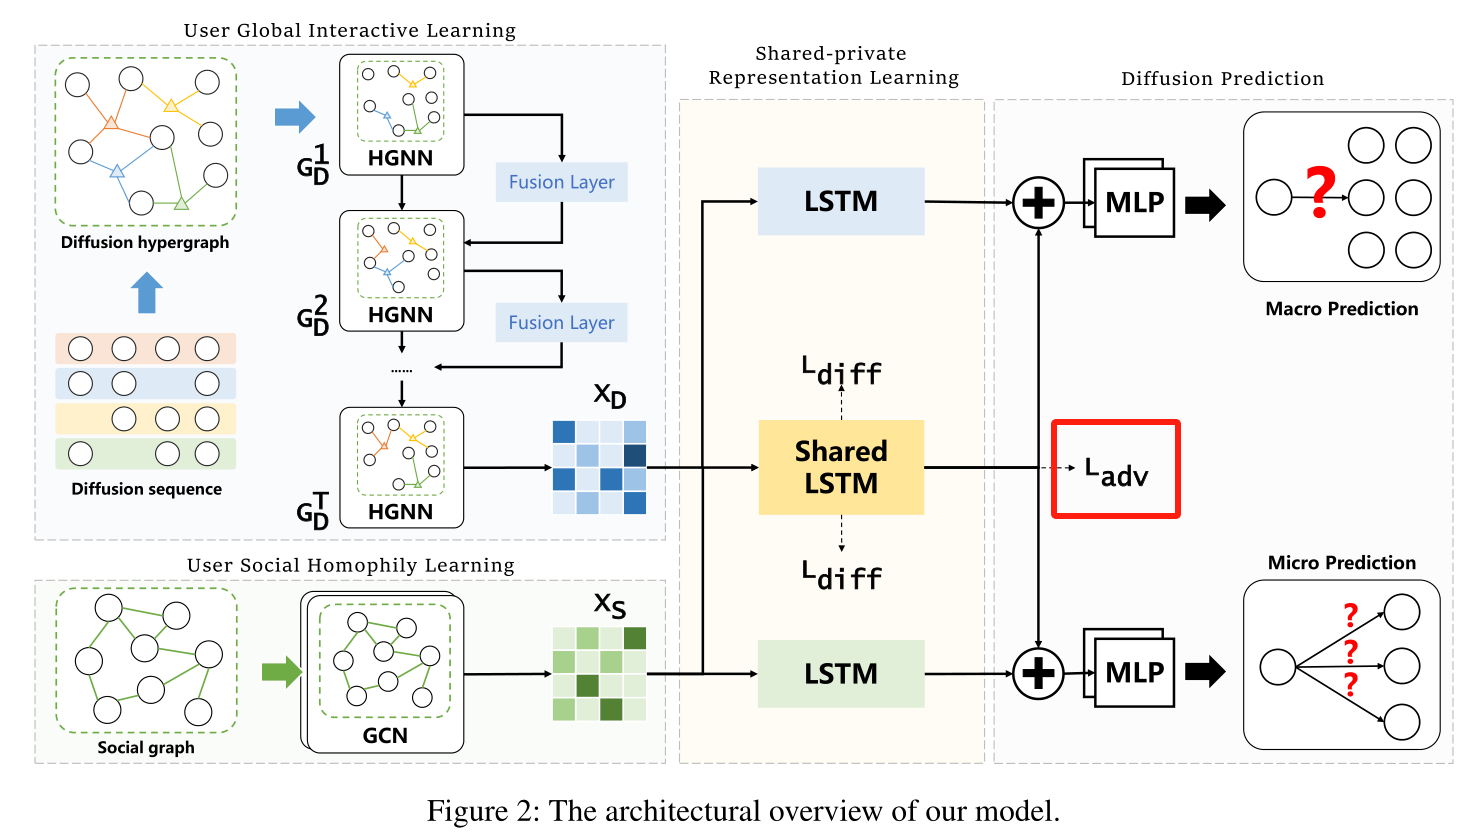 User Global Interactive Learning
Diffusion hypergraph
Diffusion sequence
G_D^1
HGNN
Fusion Layer
G_D^2
HGNN
Fusion Layer
......
G_D^T
HGNN
X_D
User Social Homophily Learning
Social graph
GCN
X_S
Shared-private
Representation Learning
LSTM
L_diff
Shared
LSTM
L_diff
LSTM
Diffusion Prediction
+
MLP
?
Macro Prediction
L_adv
Micro Prediction
+
MLP
?
?
?
Figure 2: The architectural overview of our model.